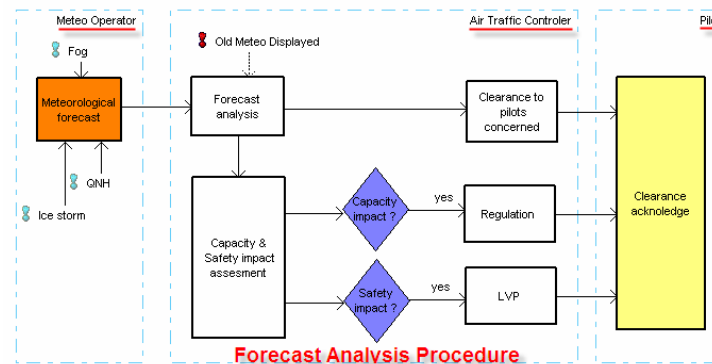 Meteo Operator
Air Traffic Controler
Pil
Fog
Old Meteo Displayed
Meteorological
forecast
Forecast
analysis
Clearance to
pilots
concerned
QNH
Ice storm
Capacity
impact ?
yes
Regulation
Clearance
acknoledge
Capacity &
Safety impact
assesment
Safety
impact ?
yes
LVP
Forecast Analysis Procedure